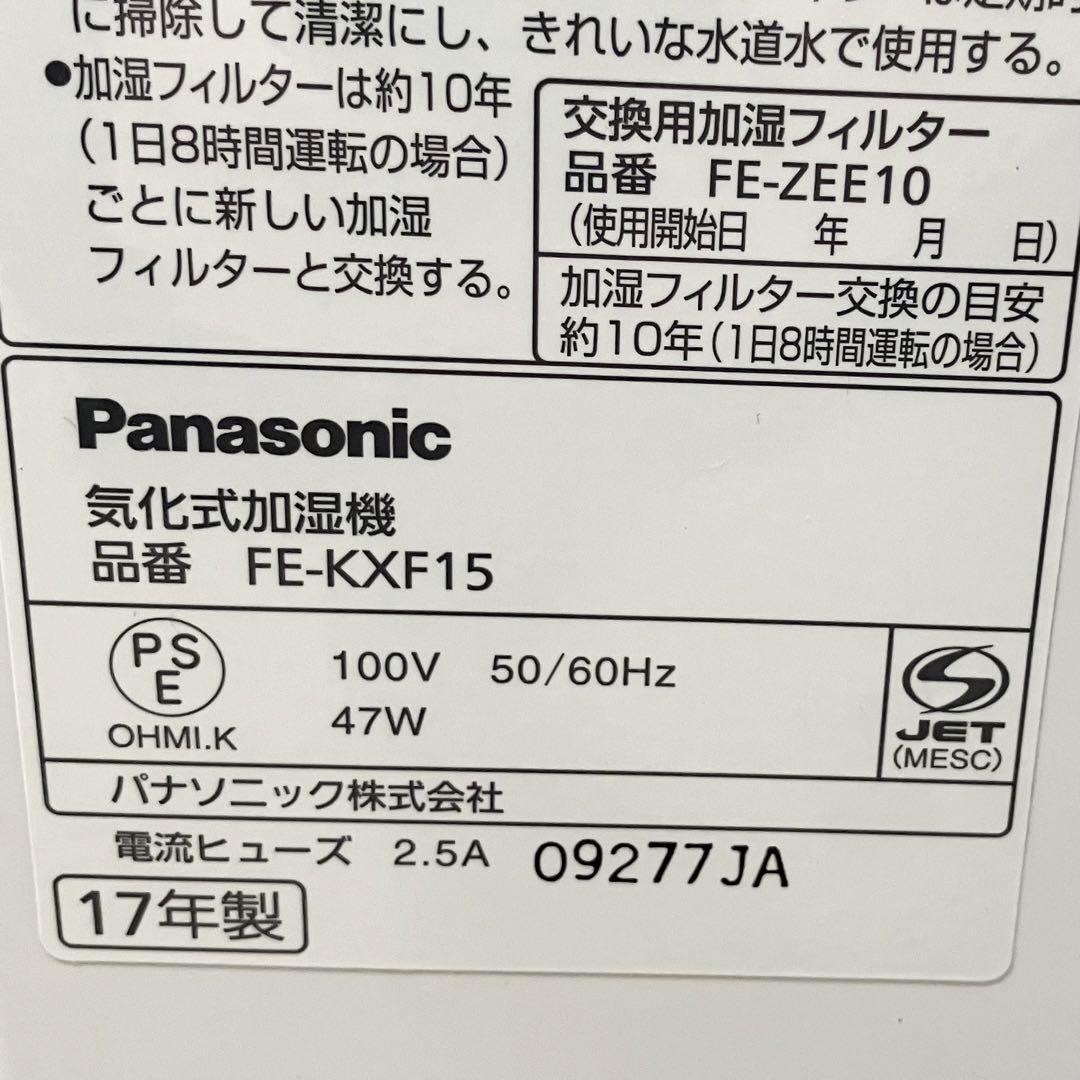 に掃除して清潔にし、きれいな水道水で使用する。
●加湿フィルターは約10年
(1日8時間運転の場合)
ごとに新しい加湿
フィルターと交換する。
交換用加湿フィルター
品番 FE-ZEE10
(使用開始日 年 月 日)
加湿フィルター交換の目安
約10年(1日8時間運転の場合)
Panasonic
気化式加湿機
品番 FE-KXF15
PSE
OHMI.K
100V 50/60Hz
47W
JET
(MESC)
パナソニック株式会社
電流ヒューズ 2.5A 09277JA
17年製